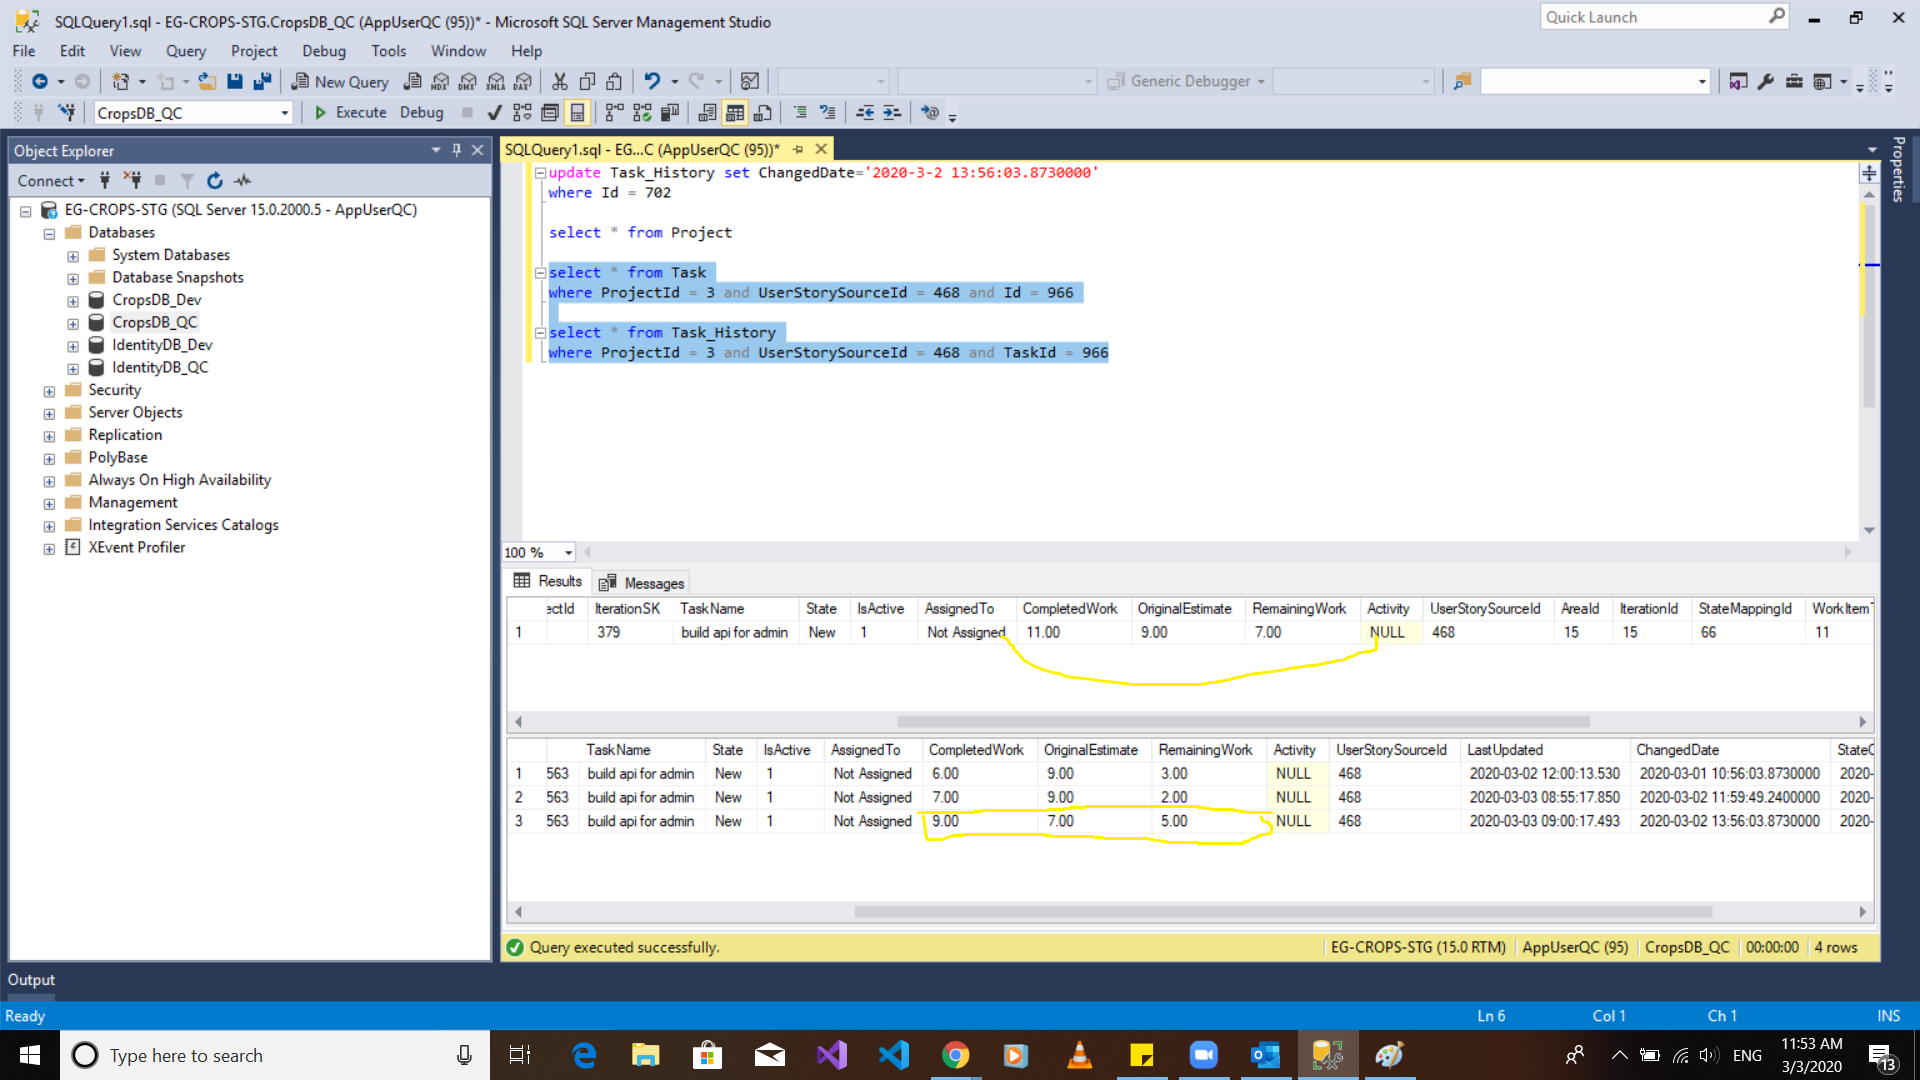 SQLQuery1.sql - EG-CROPS-STG.CropsDB_QC (AppUserQC (95))* - Microsoft SQL Server Management Studio
Quick Launch
File Edit View Query Project Debug Tools Window Help
New Query MDX DMX XMLA DAX Generic Debugger
CropsDB_QC Execute Debug
Object Explorer
Connect
EG-CROPS-STG (SQL Server 15.0.2000.5 - AppUserQC)
Databases
System Databases
Database Snapshots
CropsDB_Dev
CropsDB_QC
IdentityDB_Dev
IdentityDB_QC
Security
Server Objects
Replication
PolyBase
Always On High Availability
Management
Integration Services Catalogs
XEvent Profiler
SQLQuery1.sql - EG...C (AppUserQC (95))*
Properties
update Task_History set ChangedDate='2020-3-2 13:56:03.8730000'
where Id = 702
select * from Project
select * from Task
where ProjectId = 3 and UserStorySourceId = 468 and Id = 966
select * from Task_History
where ProjectId = 3 and UserStorySourceId = 468 and TaskId = 966
100 %
Results Messages
ectId IterationSK TaskName State IsActive AssignedTo CompletedWork OriginalEstimate RemainingWork Activity UserStorySourceId AreaId IterationId StateMappingId WorkItemT
1 379 build api for admin New 1 Not Assigned 11.00 9.00 7.00 NULL 468 15 15 66 11
TaskName State IsActive AssignedTo CompletedWork OriginalEstimate RemainingWork Activity UserStorySourceId LastUpdated ChangedDate StateC
1 563 build api for admin New 1 Not Assigned 6.00 9.00 3.00 NULL 468 2020-03-02 12:00:13.530 2020-03-01 10:56:03.8730000 2020-
2 563 build api for admin New 1 Not Assigned 7.00 9.00 2.00 NULL 468 2020-03-03 08:55:17.850 2020-03-02 11:59:49.2400000 2020-
3 563 build api for admin New 1 Not Assigned 9.00 7.00 5.00 NULL 468 2020-03-03 09:00:17.493 2020-03-02 13:56:03.8730000 2020-
Query executed successfully. EG-CROPS-STG (15.0 RTM) AppUserQC (95) CropsDB_QC 00:00:00 4 rows
Output
Ready Ln 6 Col 1 Ch 1 INS
Type here to search ENG 11:53 AM
3/3/2020 13